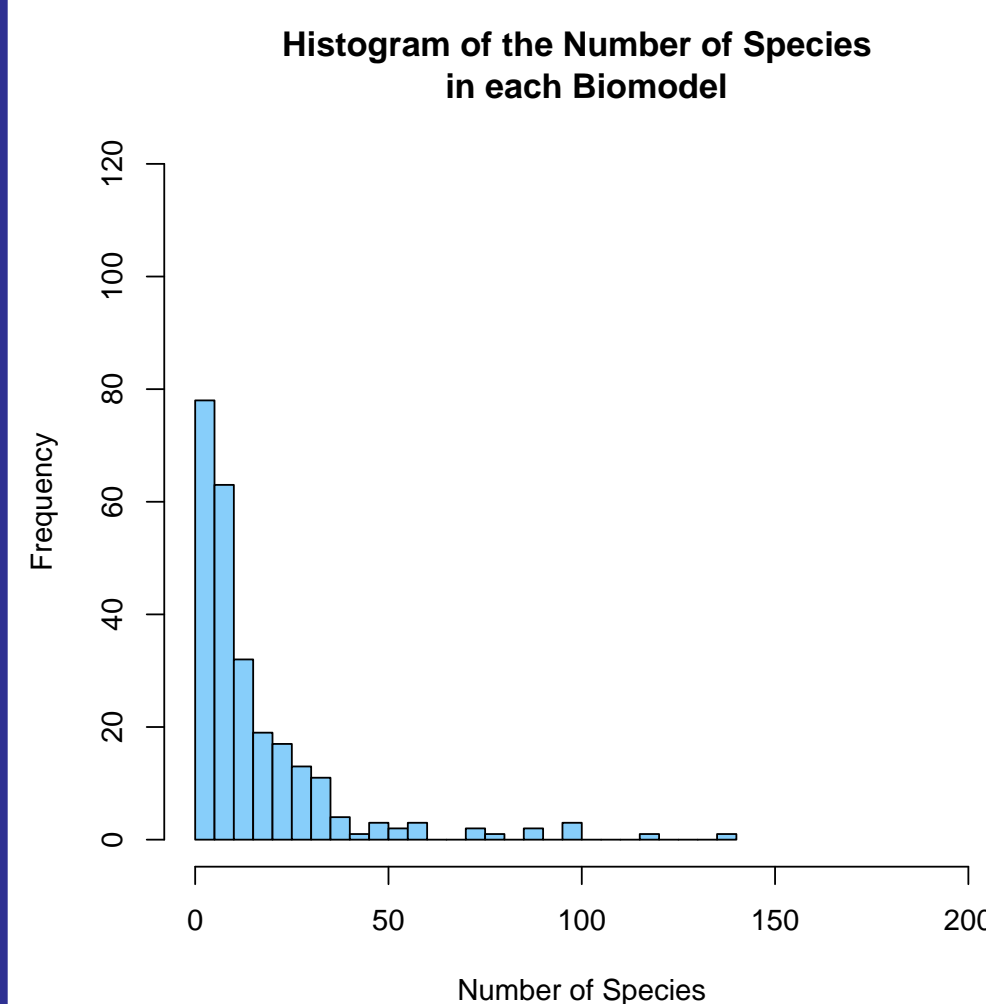 Histogram of the Number of Species
in each Biomodel
120
100
80
60
40
20
0
Frequency
0 50 100 150 200
Number of Species